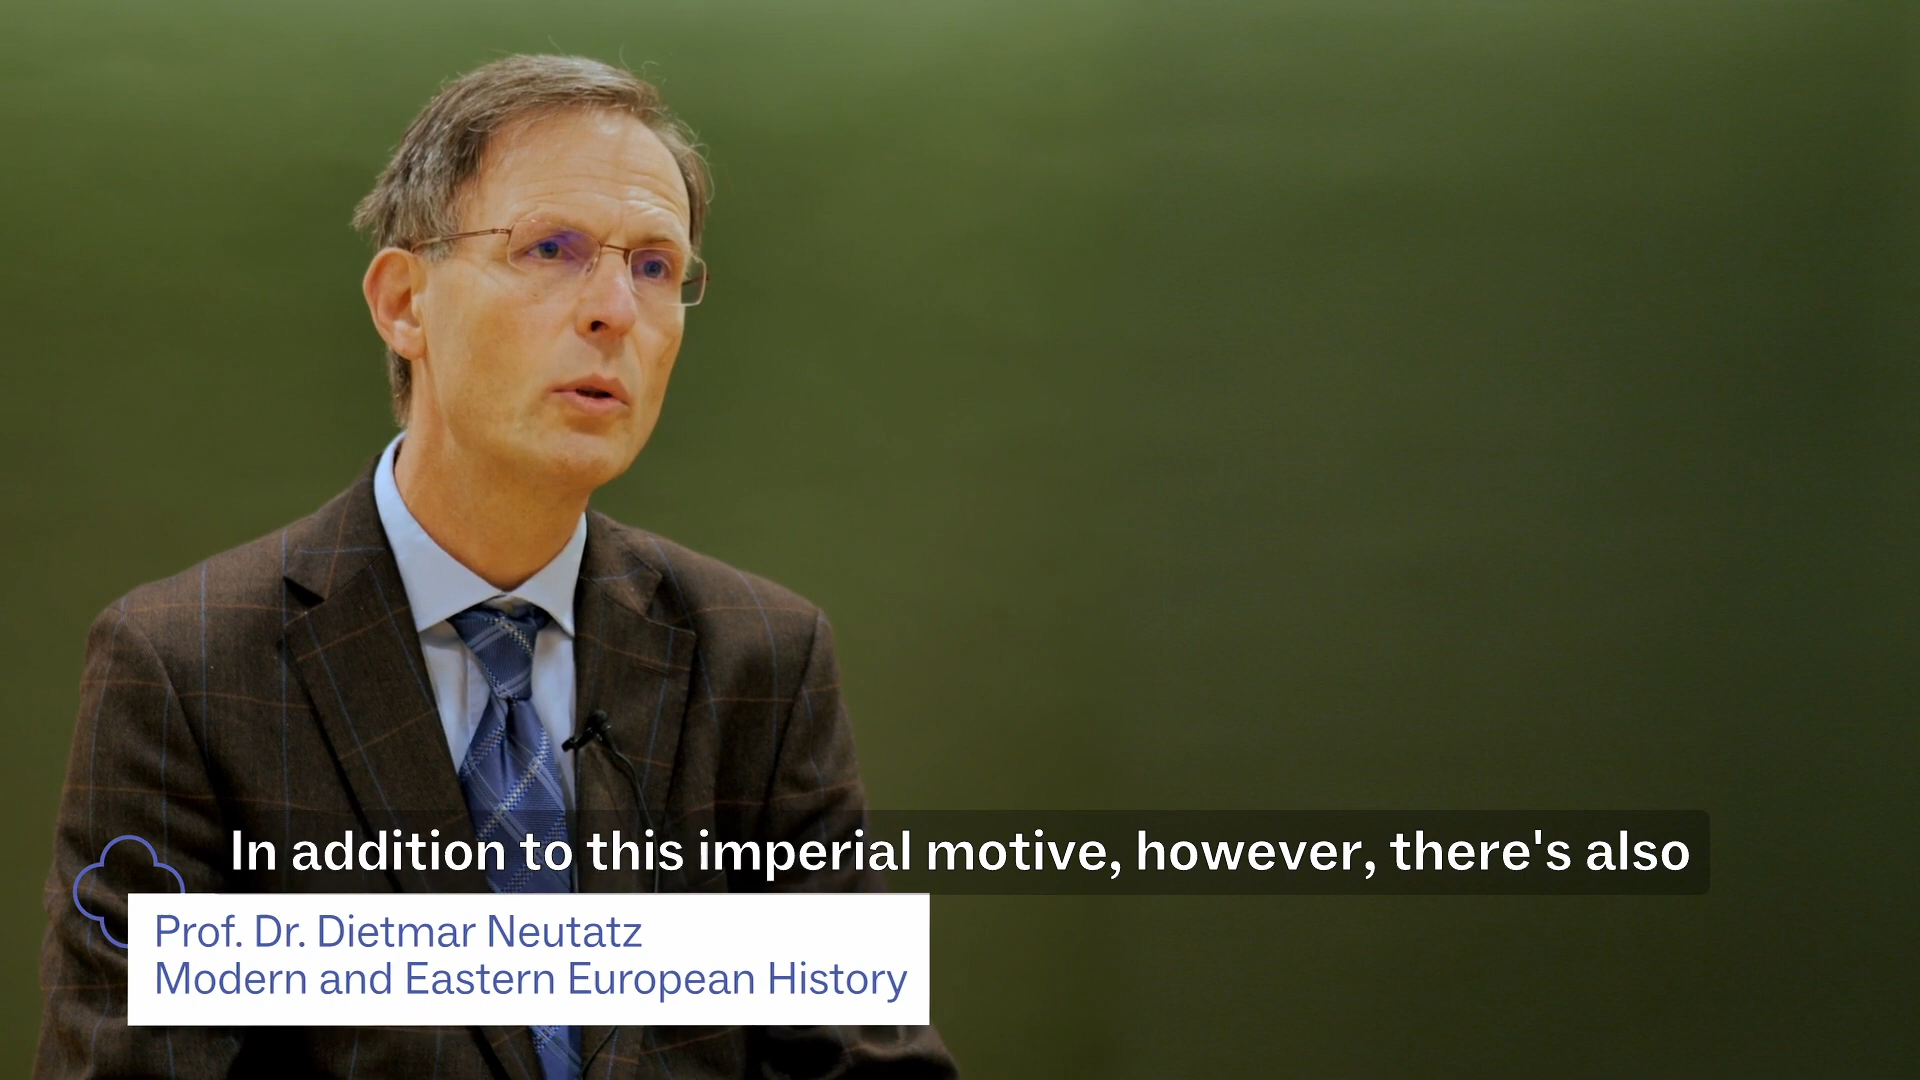 In addition to this imperial motive, however, there's also
Prof. Dr. Dietmar Neutatz
Modern and Eastern European History